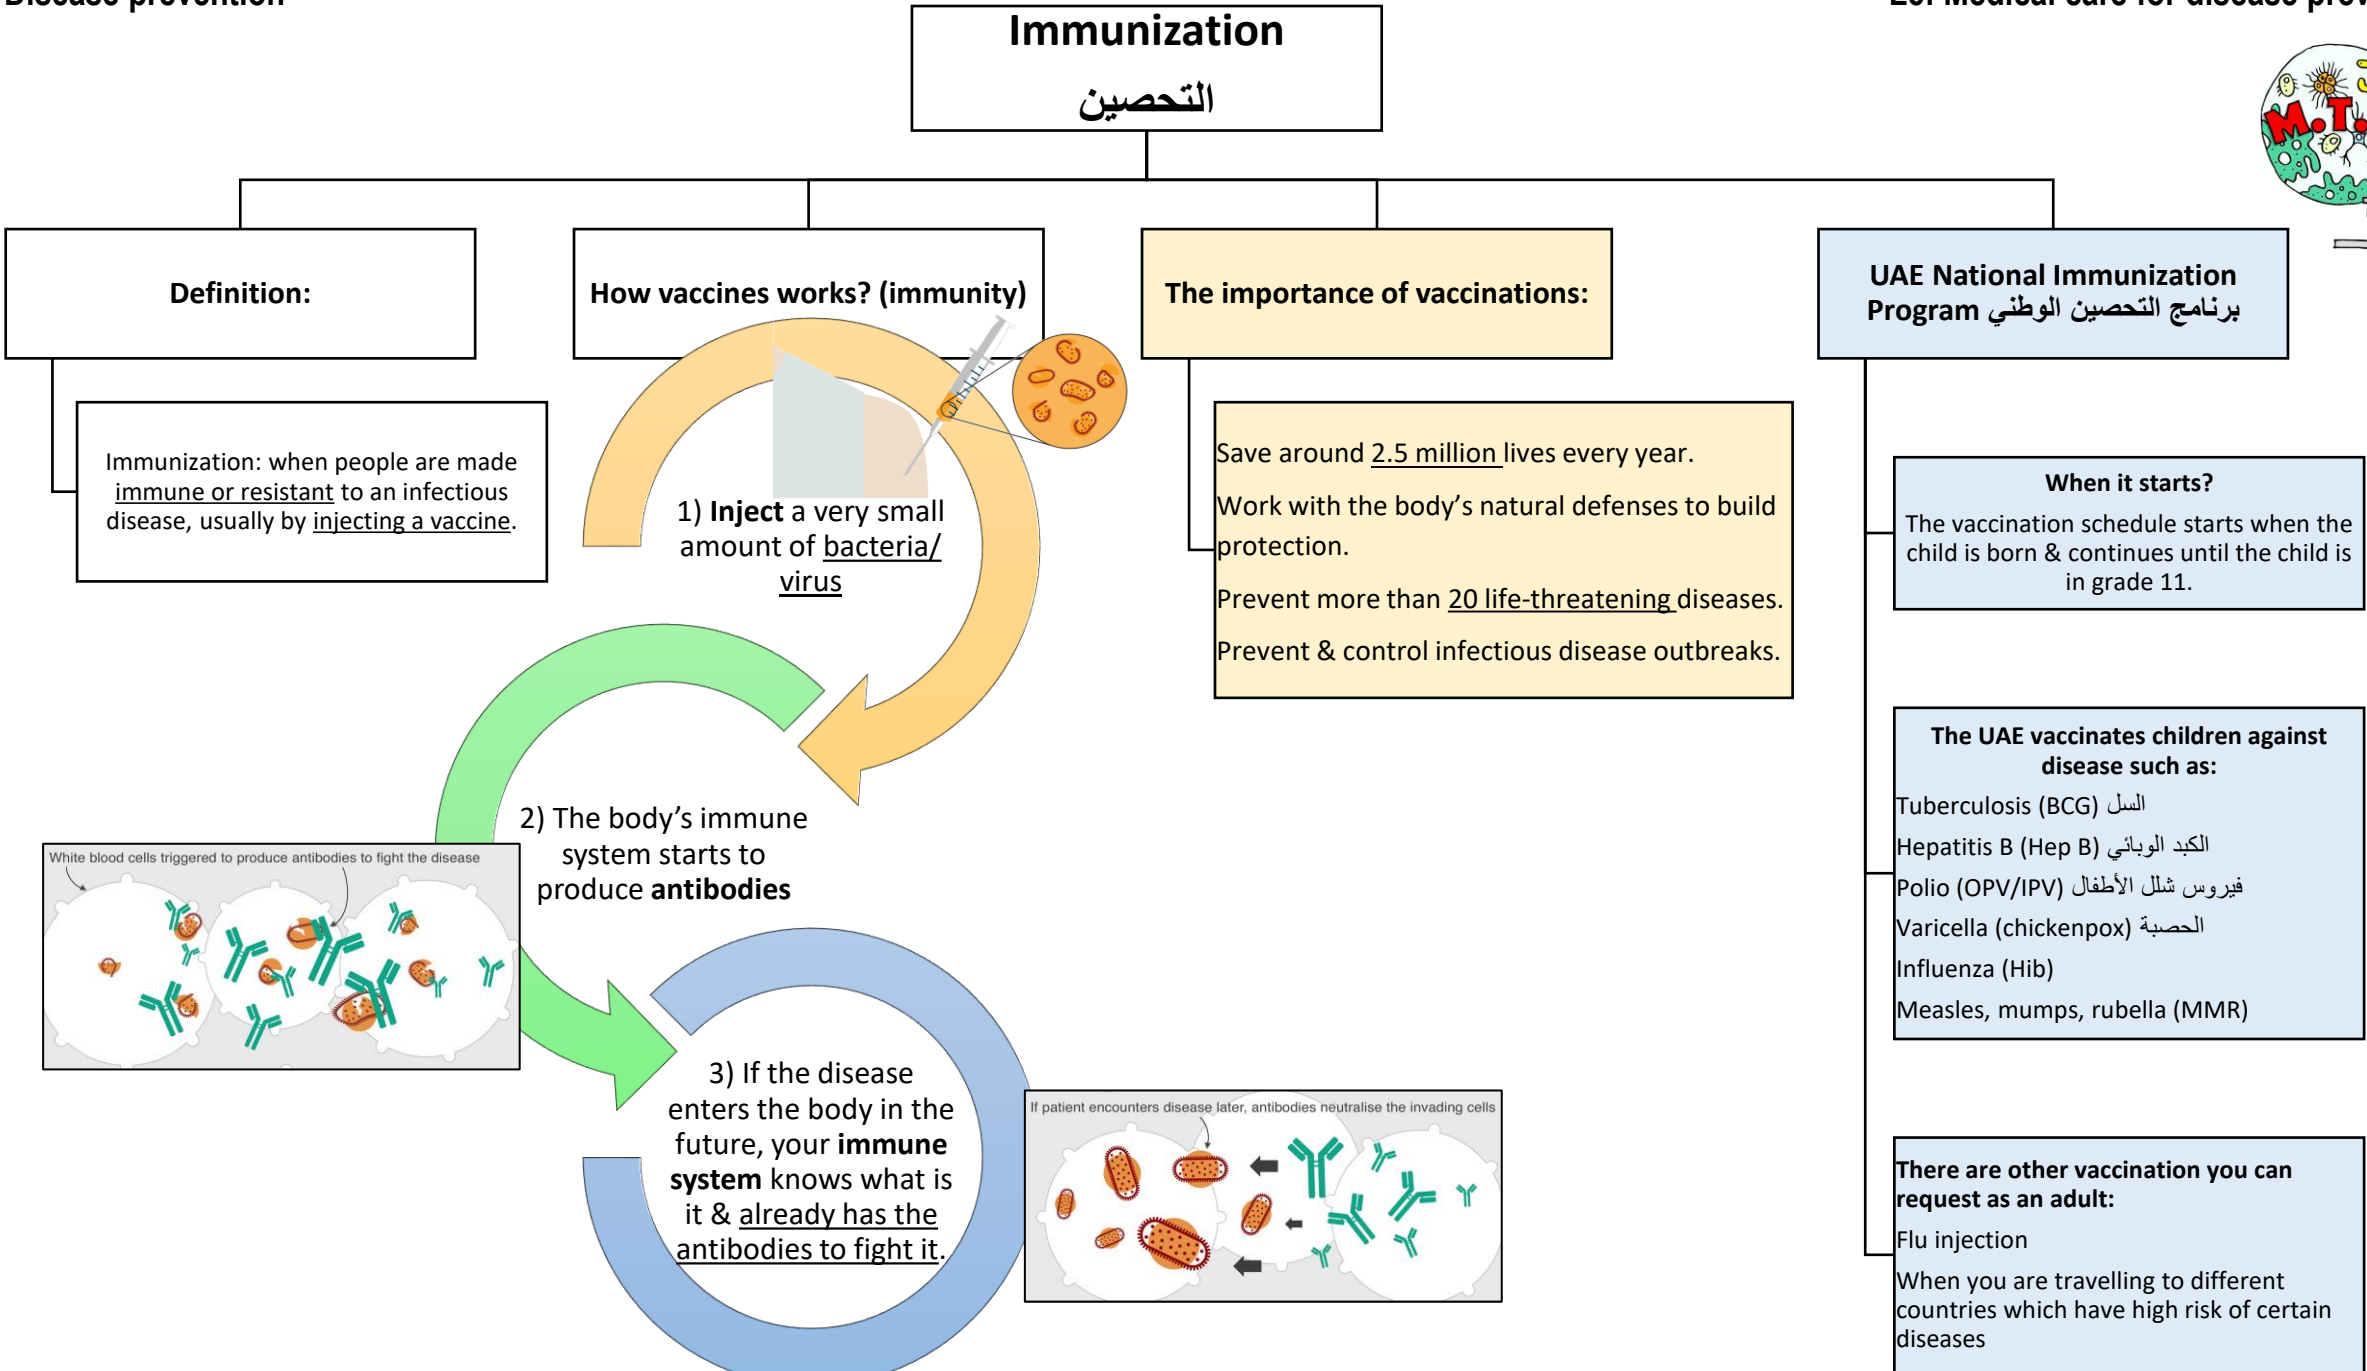 Disease prevention
Immunization
التحصين
M.T.
Definition:
Immunization: when people are made
immune or resistant to an infectious
disease, usually by injecting a vaccine.
How vaccines works? (immunity)
1) Inject a very small
amount of bacteria/
virus
2) The body's immune
system starts to
produce antibodies
White blood cells triggered to produce antibodies to fight the disease
3) If the disease
enters the body in the
future, your immune
system knows what is
it & already has the
antibodies to fight it.
If patient encounters disease later, antibodies neutralise the invading cells
The importance of vaccinations:
Save around 2.5 million lives every year.
Work with the body's natural defenses to build
protection.
Prevent more than 20 life-threatening diseases.
Prevent & control infectious disease outbreaks.
UAE National Immunization
Program برنامج التحصين الوطني
When it starts?
The vaccination schedule starts when the
child is born & continues until the child is
in grade 11.
The UAE vaccinates children against
disease such as:
Tuberculosis (BCG) السل
Hepatitis B (Hep B) الكبد الوبائي
Polio (OPV/IPV) فيروس شلل الأطفال
Varicella (chickenpox) الحصبة
Influenza (Hib)
Measles, mumps, rubella (MMR)
There are other vaccination you can
request as an adult:
Flu injection
When you are travelling to different
countries which have high risk of certain
diseases